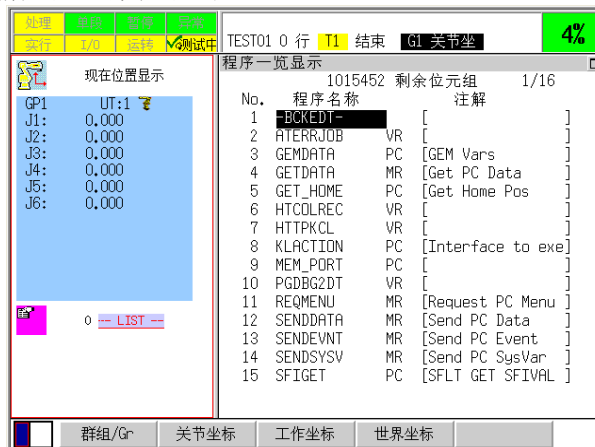 处理 单步 暂停 异常
实行 I/O 运转 测试中
TEST01 0 行 T1 结束 G1 关节坐
4%
现在位置显示
GP1 UT:1
J1: 0.000
J2: 0.000
J3: 0.000
J4: 0.000
J5: 0.000
J6: 0.000
0 -- LIST --
程序一览显示
1015452 剩余位元组 1/16
No. 程序名称 注解
1 -BCKEDT- [ ]
2 ATERRJOB VR [ ]
3 GEMDATA PC [GEM Vars ]
4 GETDATA MR [Get PC Data ]
5 GET_HOME PC [Get Home Pos ]
6 HTCOLREC VR [ ]
7 HTTPKCL VR [ ]
8 KLACTION PC [Interface to exe]
9 MEM_PORT PC [ ]
10 PGDBG2DT VR [ ]
11 REQMENU MR [Request PC Menu ]
12 SENDDATA MR [Send PC Data ]
13 SENDEVNT MR [Send PC Event ]
14 SENDSYSV MR [Send PC SysVar ]
15 SFIGET PC [SFLT GET SFIVAL ]
群组/Gr 关节坐标 工作坐标 世界坐标